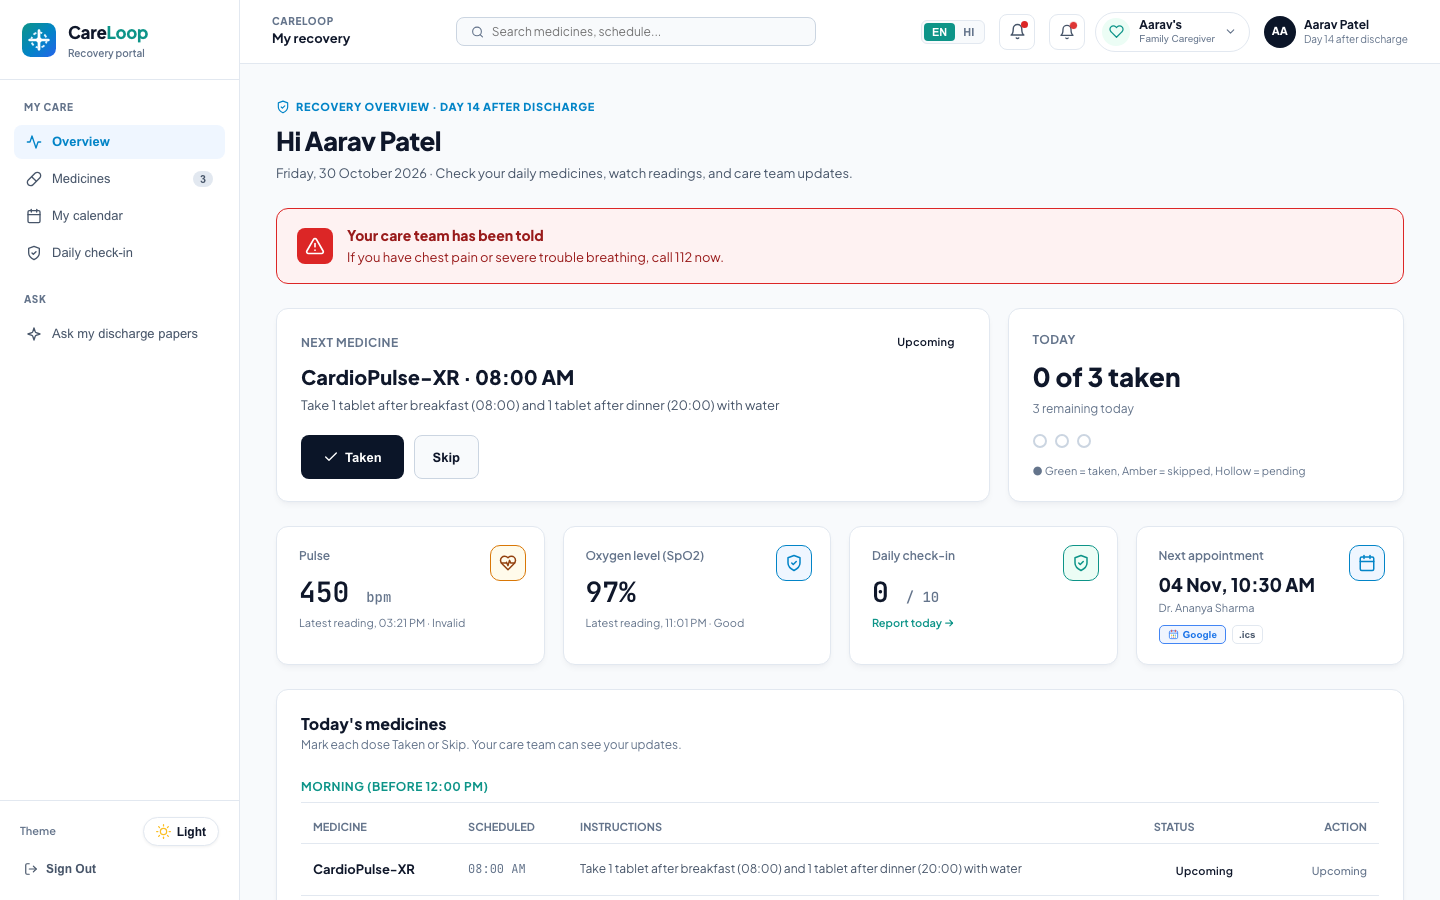 CareLoop
Recovery portal
MY CARE
Overview
Medicines 3
My calendar
Daily check-in
ASK
Ask my discharge papers
Theme Light
Sign Out
CARELOOP
My recovery
Search medicines, schedule...
EN HI
Aarav's
Family Caregiver
AA
Aarav Patel
Day 14 after discharge
RECOVERY OVERVIEW · DAY 14 AFTER DISCHARGE
Hi Aarav Patel
Friday, 30 October 2026 · Check your daily medicines, watch readings, and care team updates.
Your care team has been told
If you have chest pain or severe trouble breathing, call 112 now.
NEXT MEDICINE Upcoming
CardioPulse-XR · 08:00 AM
Take 1 tablet after breakfast (08:00) and 1 tablet after dinner (20:00) with water
Taken Skip
TODAY
0 of 3 taken
3 remaining today
Green = taken, Amber = skipped, Hollow = pending
Pulse
450 bpm
Latest reading, 03:21 PM · Invalid
Oxygen level (SpO2)
97%
Latest reading, 11:01 PM · Good
Daily check-in
0 / 10
Report today →
Next appointment
04 Nov, 10:30 AM
Dr. Ananya Sharma
Google .ics
Today's medicines
Mark each dose Taken or Skip. Your care team can see your updates.
MORNING (BEFORE 12:00 PM)
MEDICINE SCHEDULED INSTRUCTIONS STATUS ACTION
CardioPulse-XR 08:00 AM Take 1 tablet after breakfast (08:00) and 1 tablet after dinner (20:00) with water Upcoming Upcoming